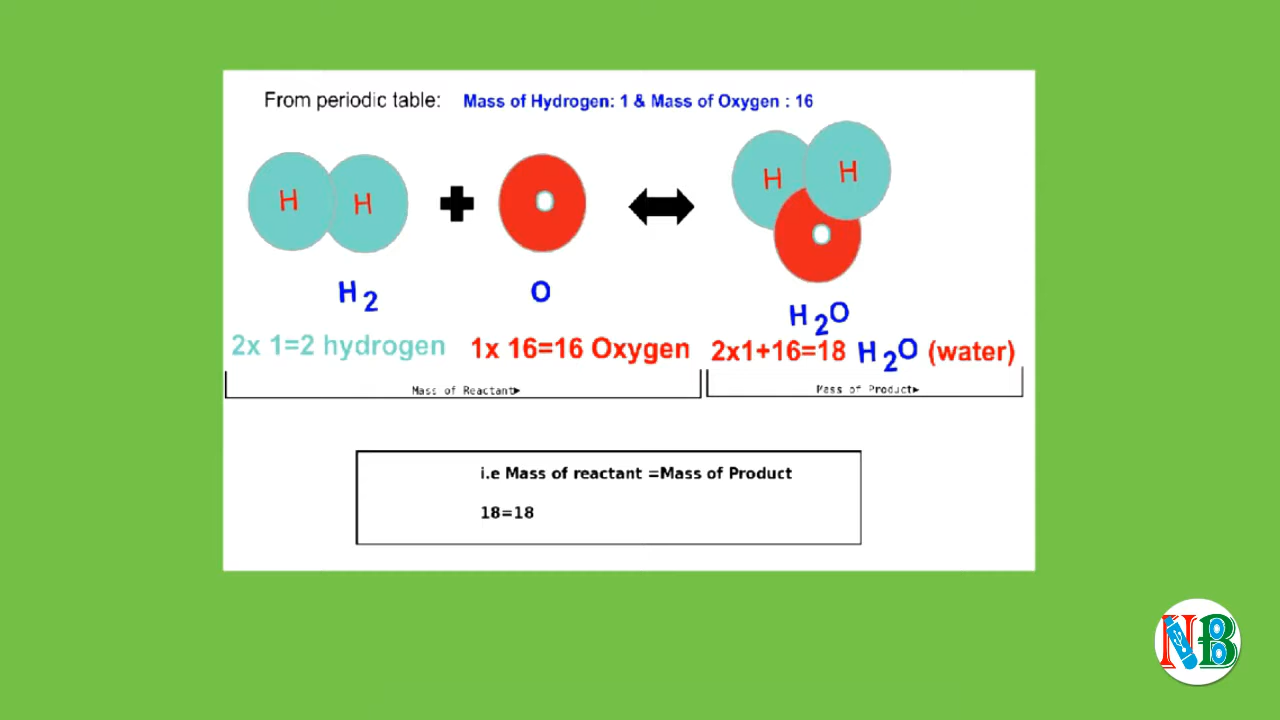 From periodic table: Mass of Hydrogen: 1 & Mass of Oxygen : 16
H H O H H O
H2 O H2O
2x 1=2 hydrogen 1x 16=16 Oxygen 2x1+16=18 H2O (water)
Mass of Reactant Mass of Product
i.e Mass of reactant =Mass of Product
18=18
NB